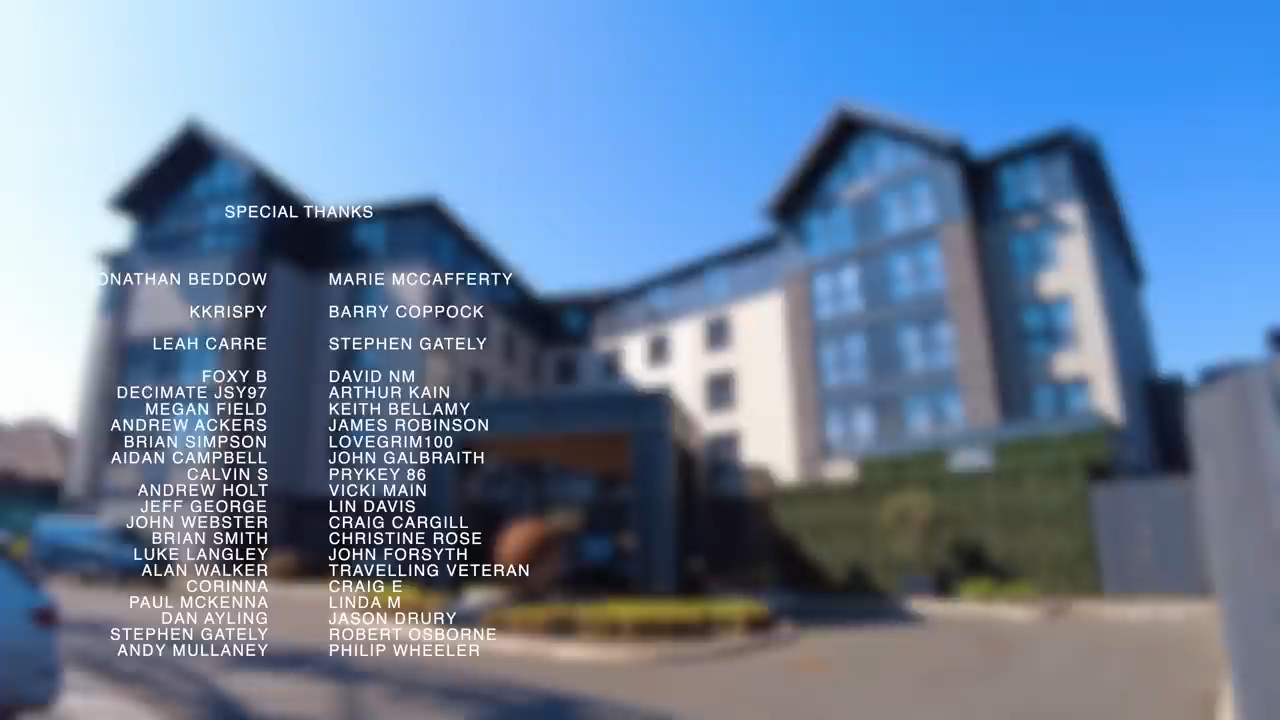 SPECIAL THANKS
ONATHAN BEDDOW MARIE MCCAFFERTY
KKRISPY BARRY COPPOCK
LEAH CARRE STEPHEN GATELY
FOXY B DAVID NM
DECIMATE JSY97 ARTHUR KAIN
MEGAN FIELD KEITH BELLAMY
ANDREW ACKERS JAMES ROBINSON
BRIAN SIMPSON LOVEGRIM100
AIDAN CAMPBELL JOHN GALBRAITH
CALVIN S PRYKEY 86
ANDREW HOLT VICKI MAIN
JEFF GEORGE LIN DAVIS
JOHN WEBSTER CRAIG CARGILL
BRIAN SMITH CHRISTINE ROSE
LUKE LANGLEY JOHN FORSYTH
ALAN WALKER TRAVELLING VETERAN
CORINNA CRAIG E
PAUL MCKENNA LINDA M
DAN AYLING JASON DRURY
STEPHEN GATELY ROBERT OSBORNE
ANDY MULLANEY PHILIP WHEELER